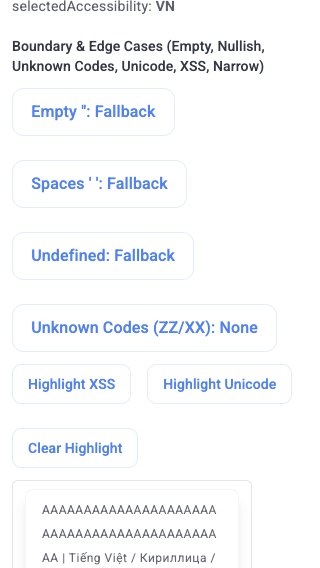 selectedAccessibility: VN
Boundary & Edge Cases (Empty, Nullish,
Unknown Codes, Unicode, XSS, Narrow)
Empty '': Fallback
Spaces ' ': Fallback
Undefined: Fallback
Unknown Codes (ZZ/XX): None
Highlight XSS
Highlight Unicode
Clear Highlight
AAAAAAAAAAAAAAAAAAAAA
AAAAAAAAAAAAAAAAAAAAA
AA | Tiếng Việt / Кириллица /